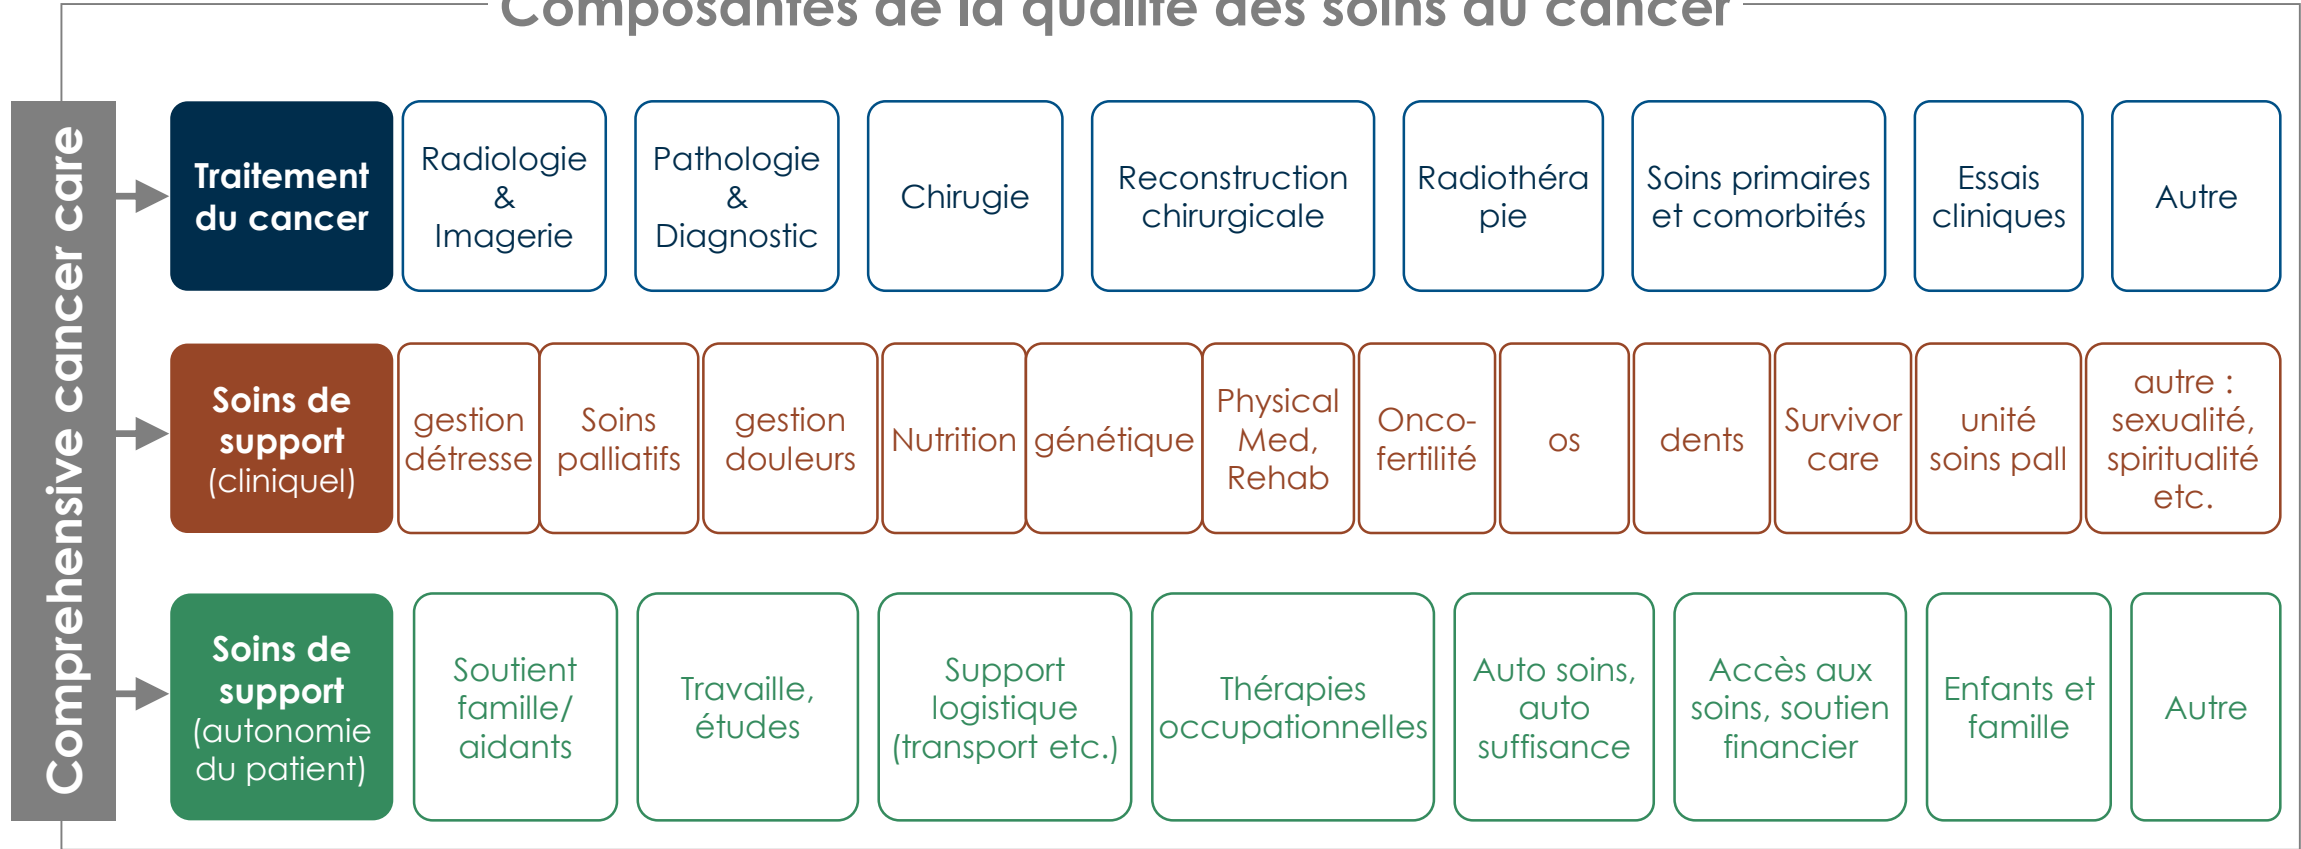 Composantes de la qualité des soins du cancer
Comprehensive cancer care
Traitement
du cancer
Radiologie
&
Imagerie
Pathologie
&
Diagnostic
Chirugie
Reconstruction
chirurgicale
Radiothéra
pie
Soins primaires
et comorbités
Essais
cliniques
Autre
Soins de
support
(cliniquel)
gestion
détresse
Soins
palliatifs
gestion
douleurs
Nutrition
génétique
Physical
Med,
Rehab
Onco-
fertilité
os
dents
Survivor
care
unité
soins pall
autre :
sexualité,
spiritualité
etc.
Soins de
support
(autonomie
du patient)
Soutient
famille/
aidants
Travaille,
études
Support
logistique
(transport etc.)
Thérapies
occupationnelles
Auto soins,
auto
suffisance
Accès aux
soins, soutien
financier
Enfants et
famille
Autre